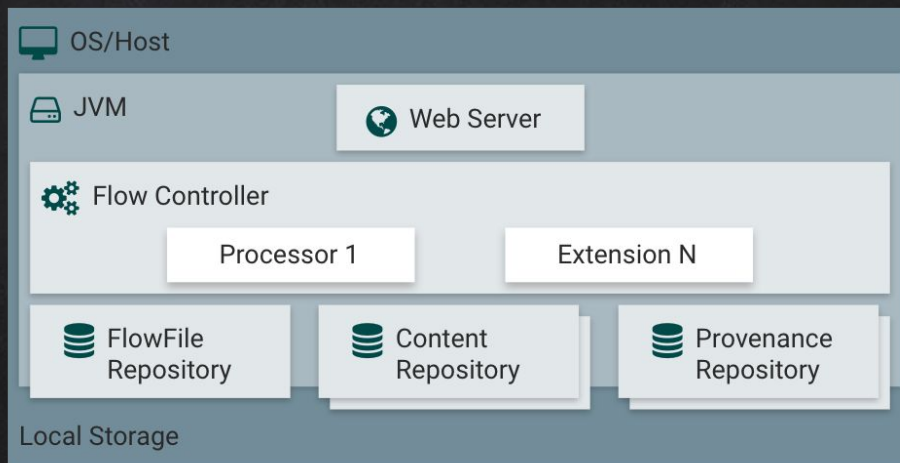 OS/Host
JVM
Web Server
Flow Controller
Processor 1
Extension N
FlowFile
Repository
Content
Repository
Provenance
Repository
Local Storage